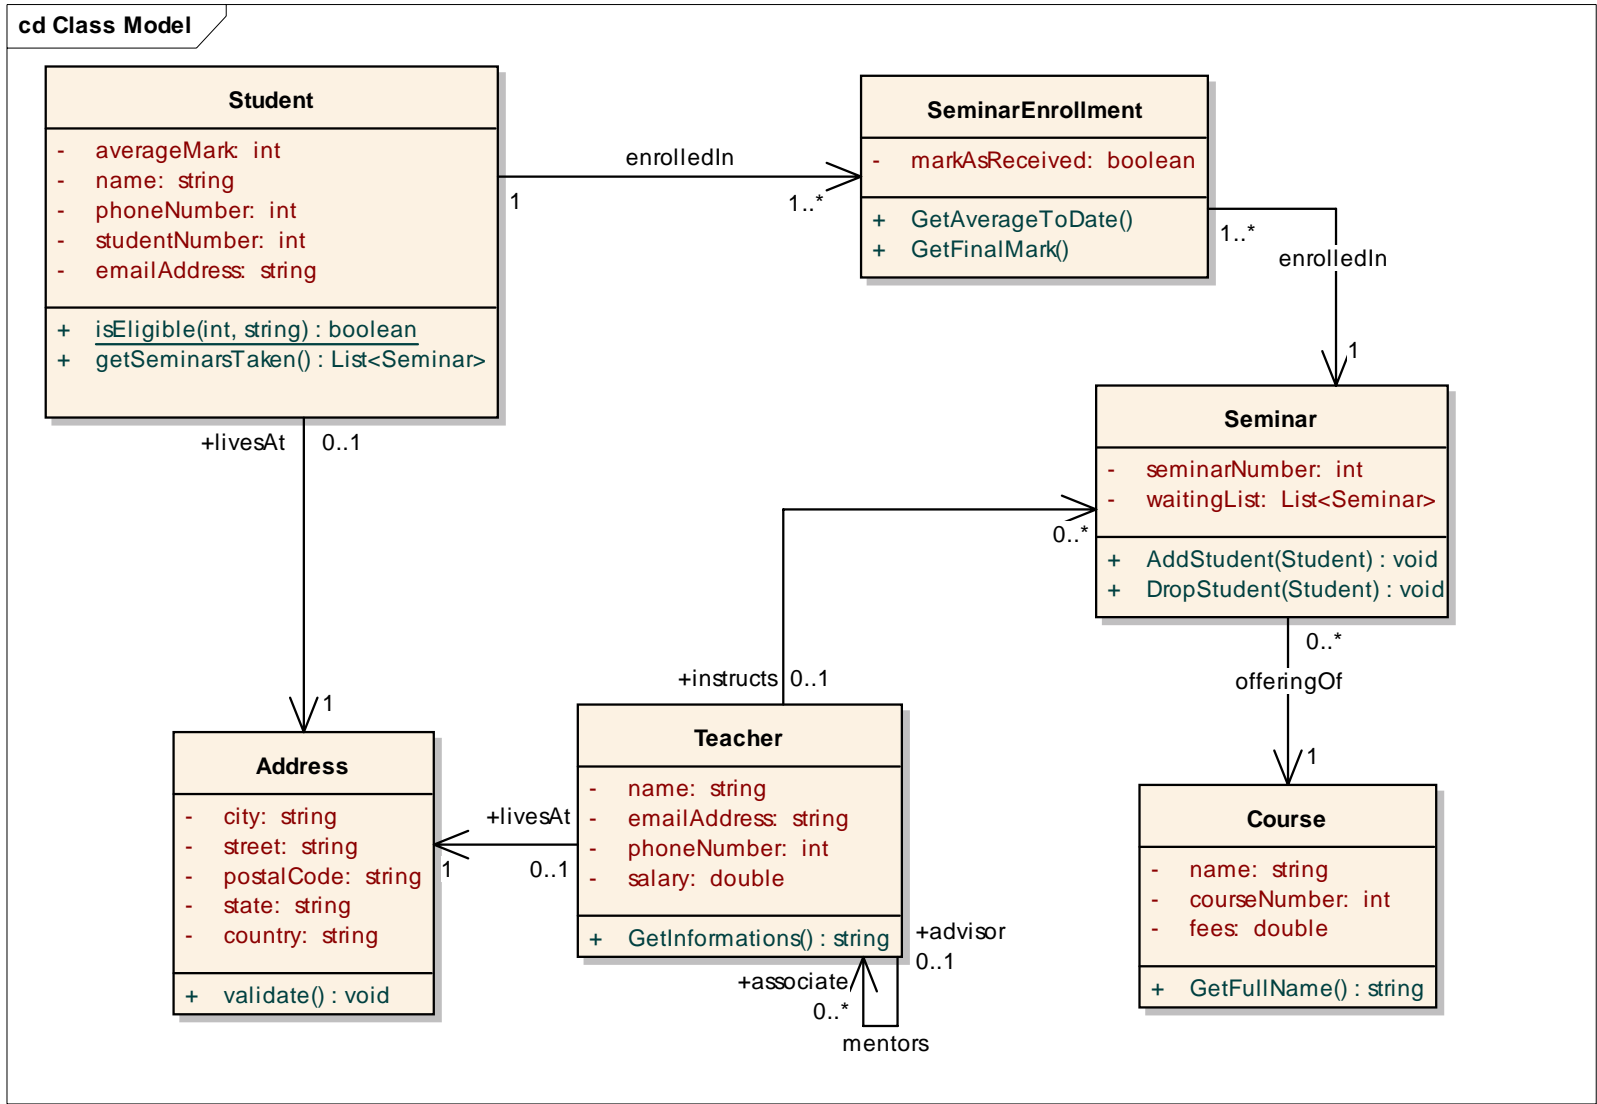 cd Class Model
Student
- averageMark: int
- name: string
- phoneNumber: int
- studentNumber: int
- emailAddress: string
+ isEligible(int, string) : boolean
+ getSeminarsTaken() : List<Seminar>
enrolledIn
1
1..*
SeminarEnrollment
- markAsReceived: boolean
+ GetAverageToDate()
+ GetFinalMark()
1..*
enrolledIn
1
+livesAt
0..1
1
Seminar
- seminarNumber: int
- waitingList: List<Seminar>
+ AddStudent(Student) : void
+ DropStudent(Student) : void
0..*
0..*
offeringOf
1
+instructs
0..1
Address
- city: string
- street: string
- postalCode: string
- state: string
- country: string
+ validate() : void
+livesAt
1
0..1
Teacher
- name: string
- emailAddress: string
- phoneNumber: int
- salary: double
+ GetInformations() : string
+advisor
0..1
+associate
0..*
mentors
Course
- name: string
- courseNumber: int
- fees: double
+ GetFullName() : string